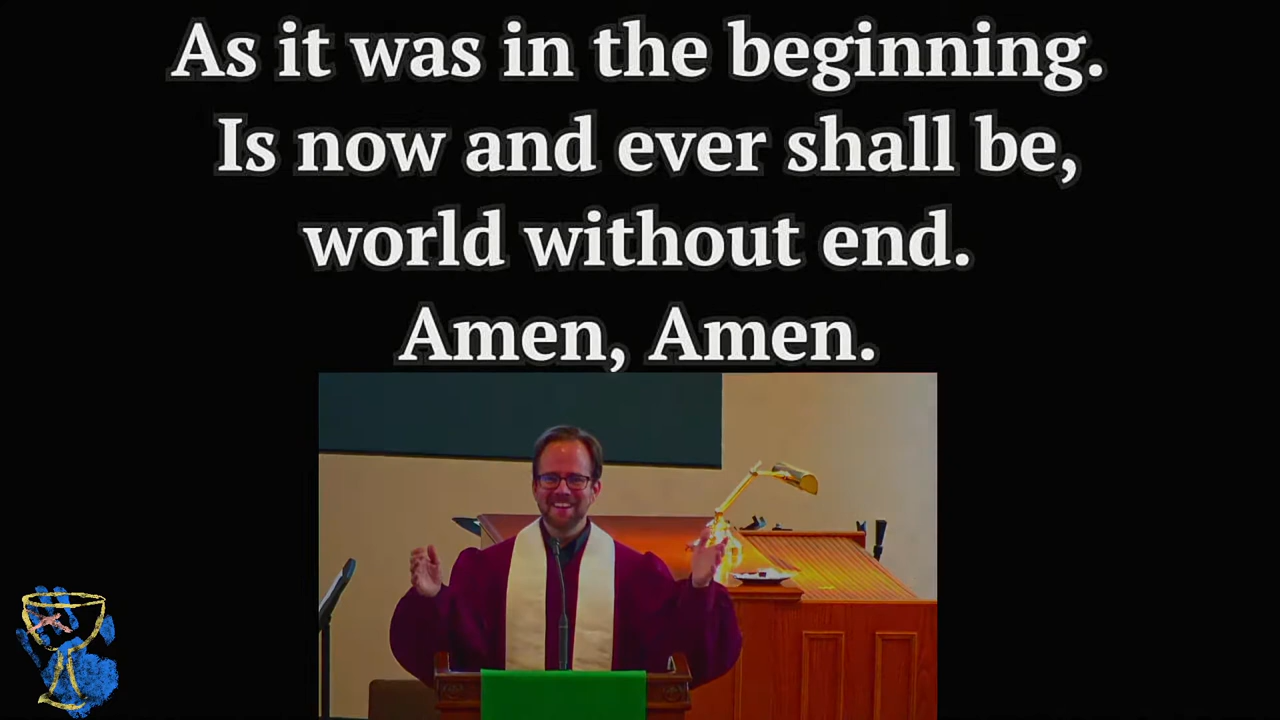 As it was in the beginning.
Is now and ever shall be,
world without end.
Amen, Amen.